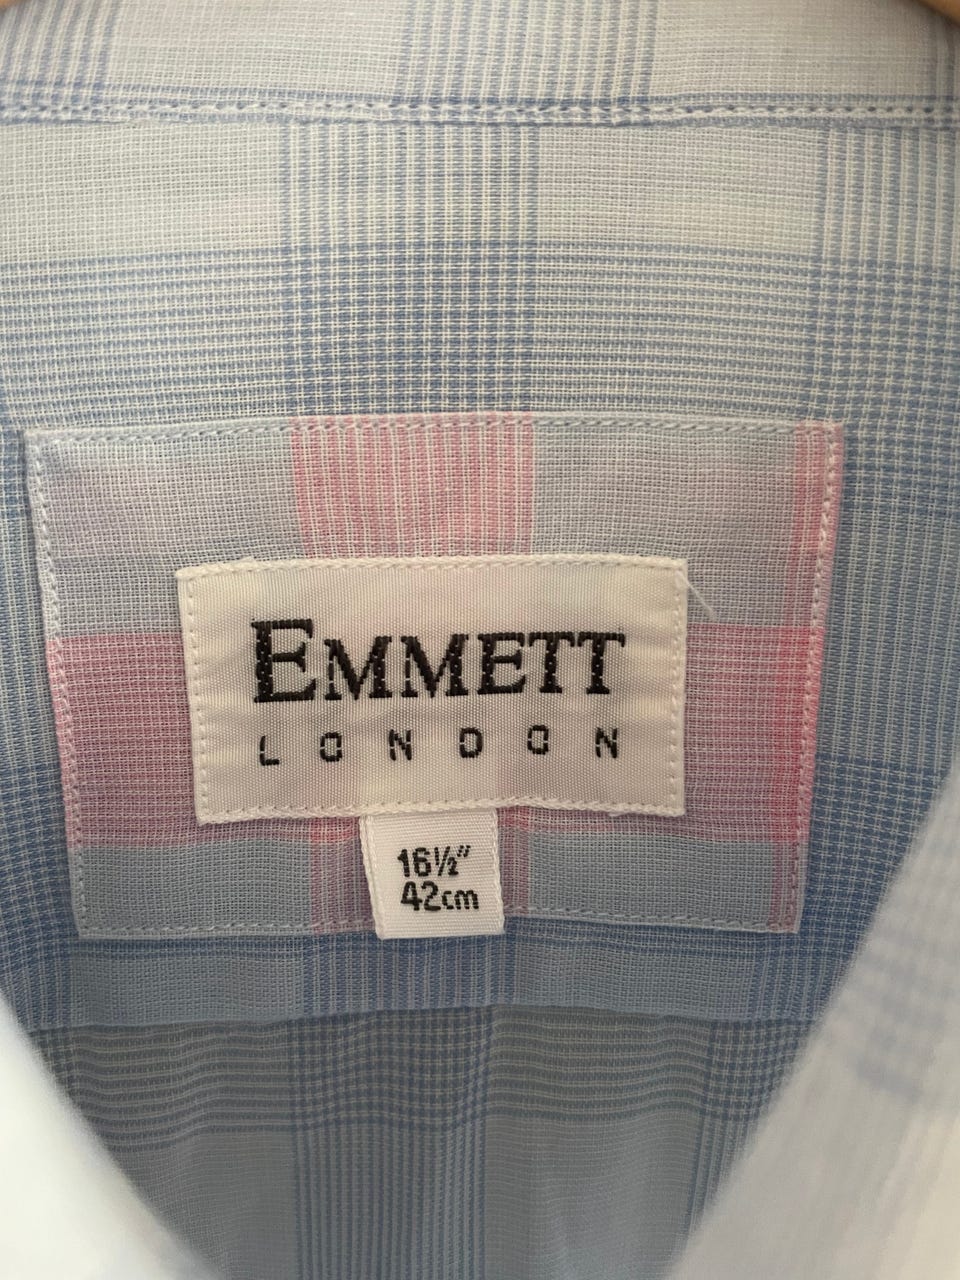 EMMETT
LONDON
16½"
42cm